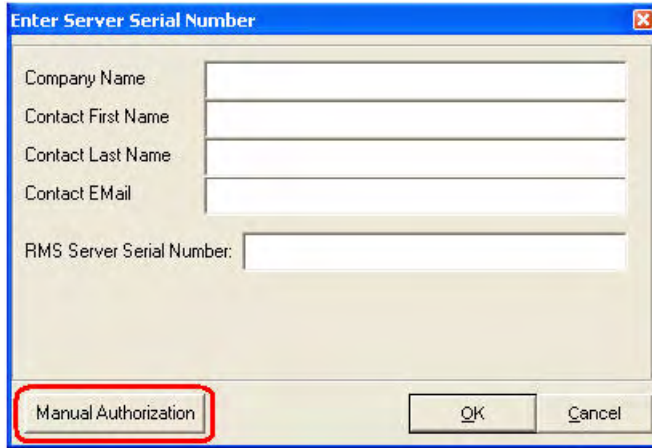 Enter Server Serial Number
Company Name
Contact First Name
Contact Last Name
Contact EMail
RMS Server Serial Number:
Manual Authorization OK Cancel